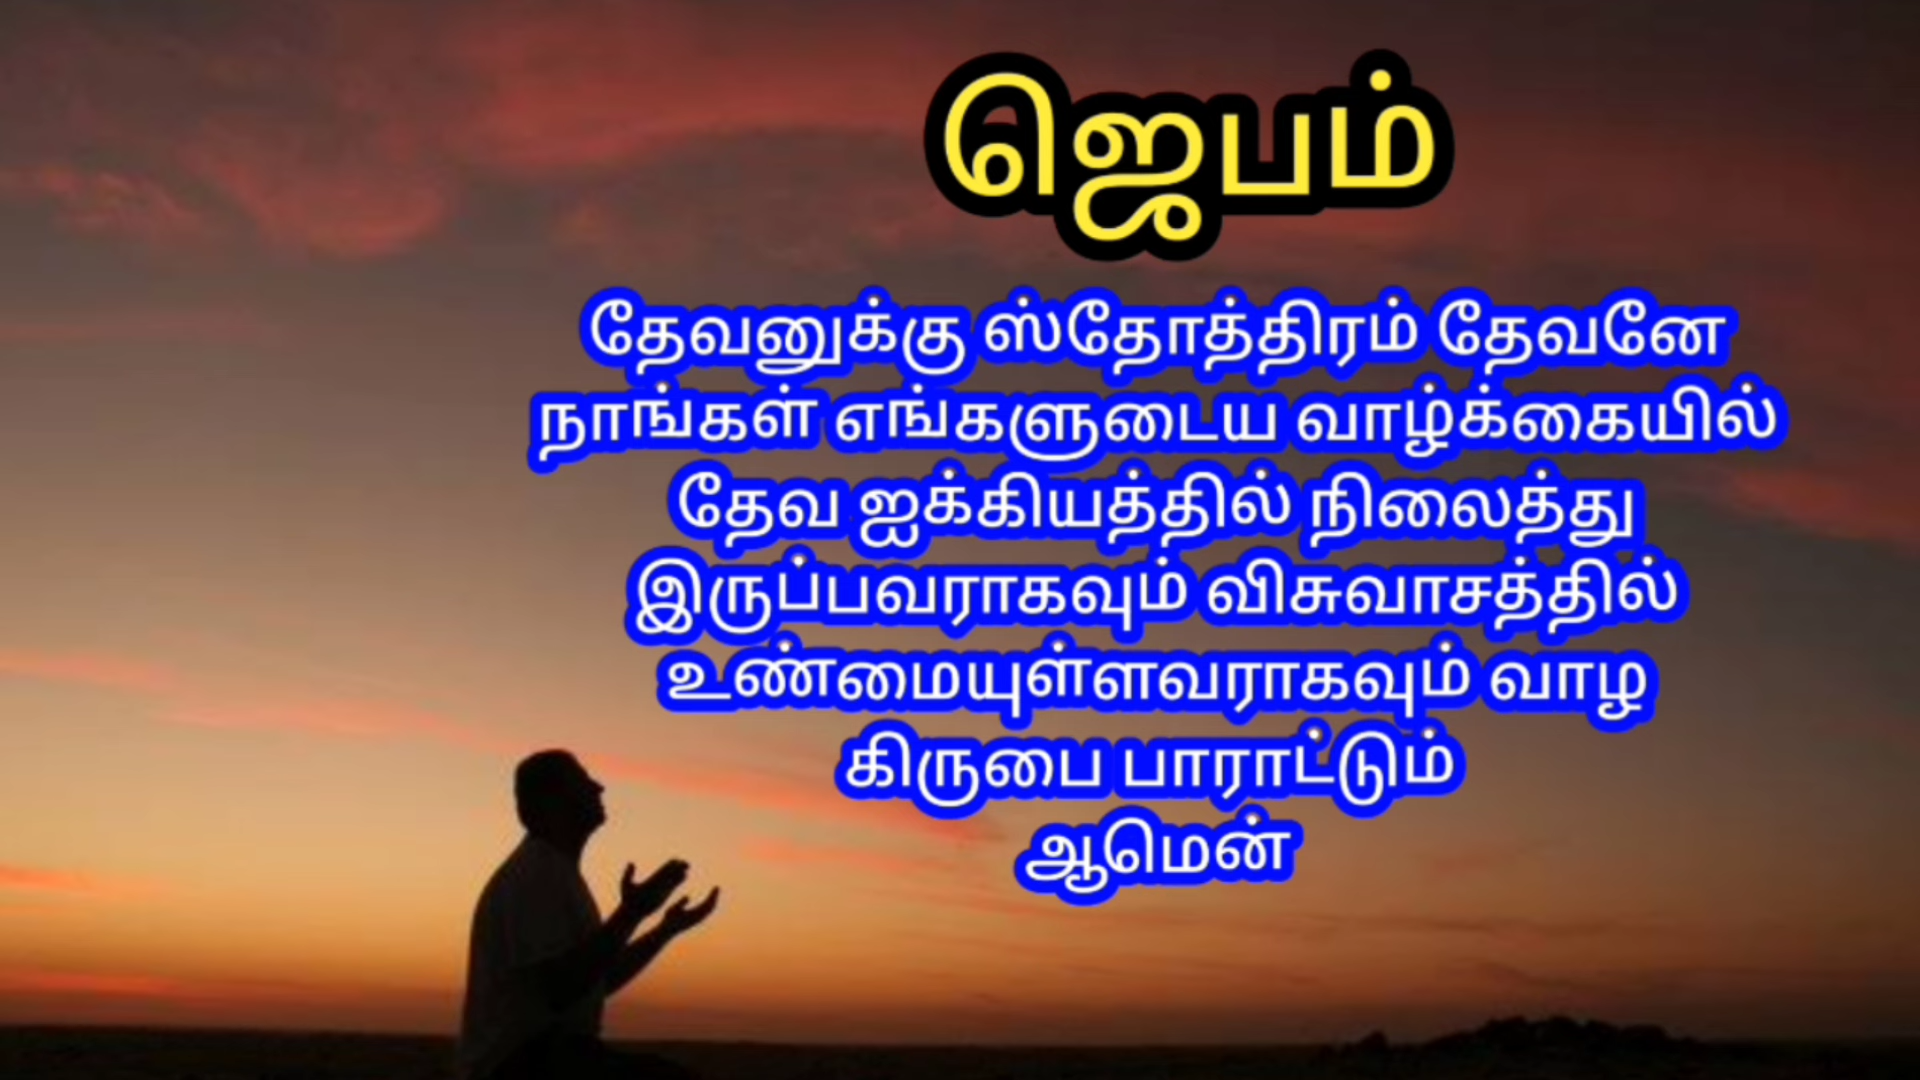 ஜெபம்
தேவனுக்கு ஸ்தோத்திரம் தேவனே
நாங்கள் எங்களுடைய வாழ்க்கையில்
தேவ ஐக்கியத்தில் நிலைத்து
இருப்பவராகவும் விசுவாசத்தில்
உண்மையுள்ளவராகவும் வாழ
கிருபை பாராட்டும்
ஆமென்